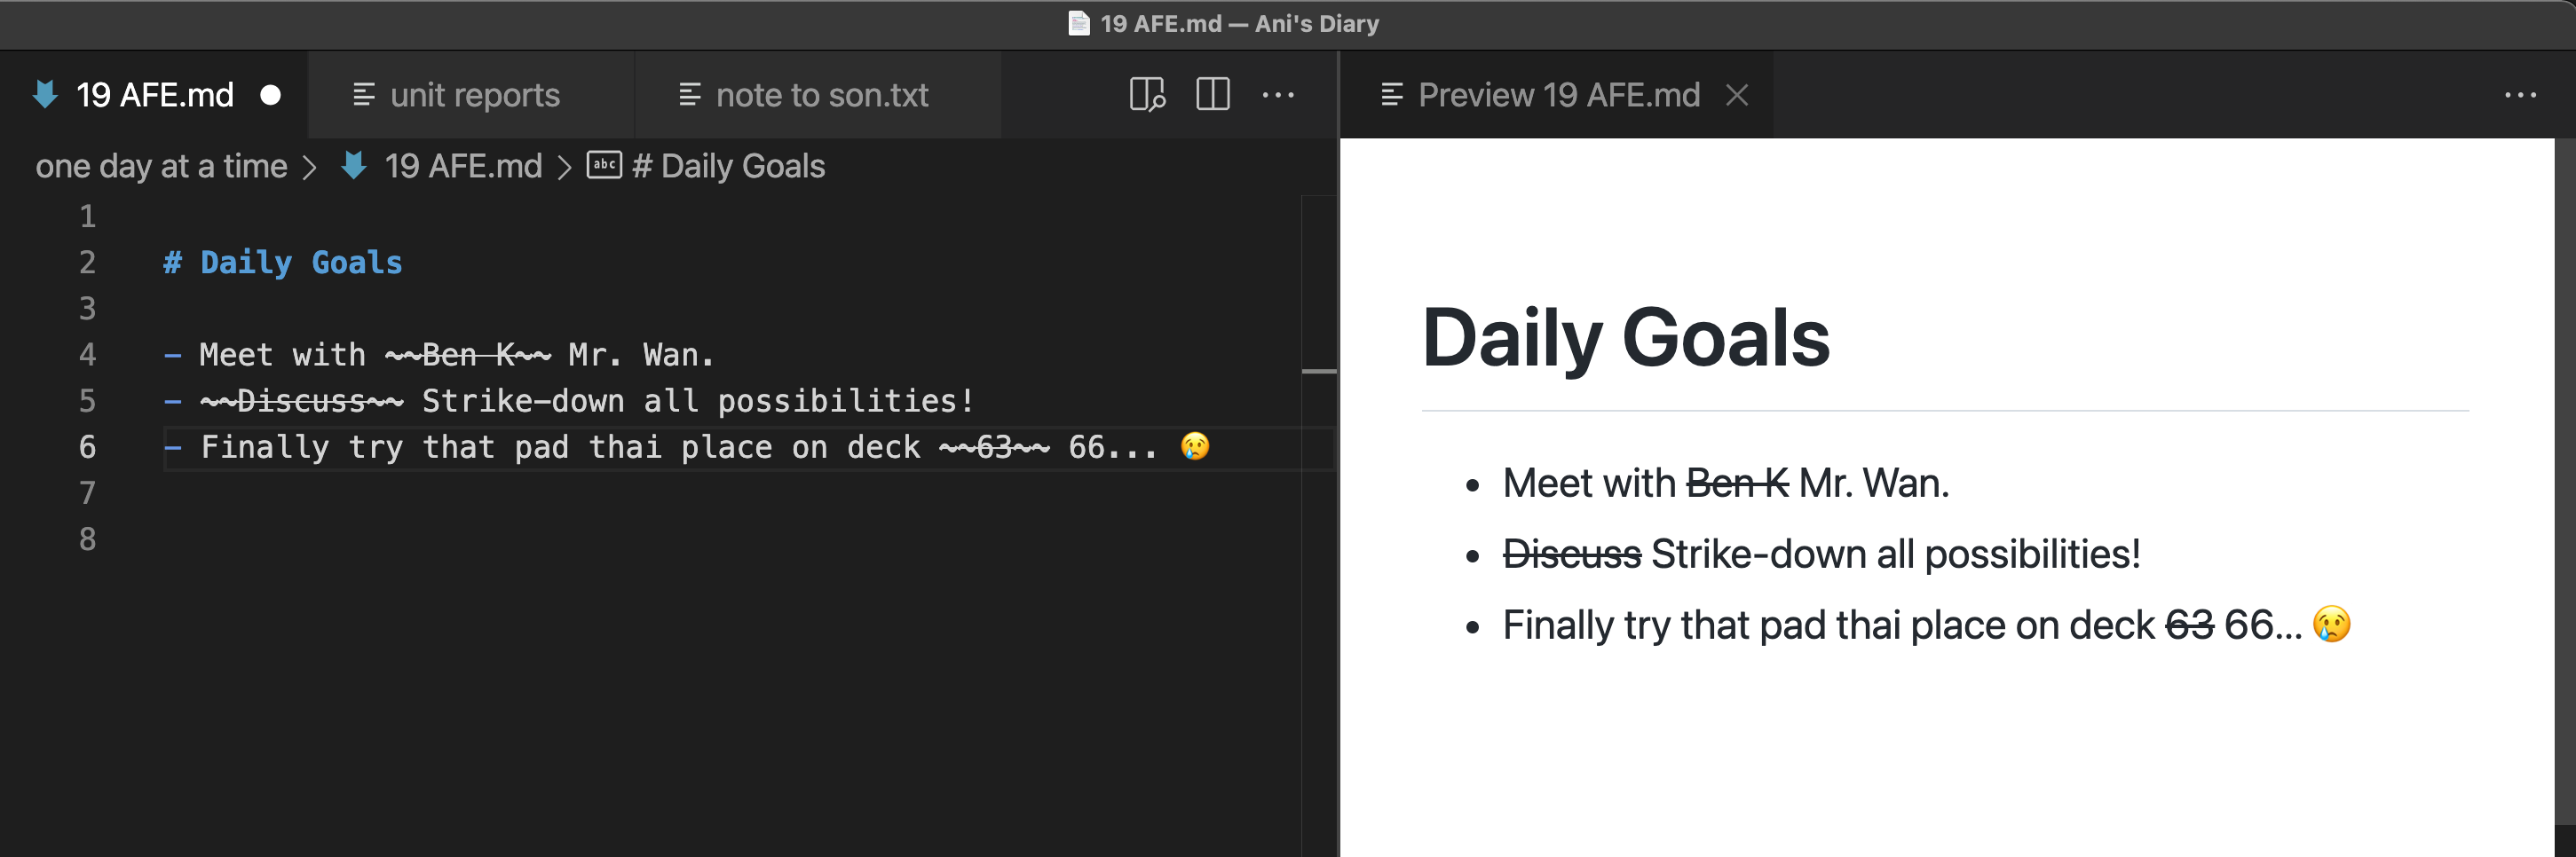 19 AFE.md — Ani's Diary
19 AFE.md
unit reports
note to son.txt
Preview 19 AFE.md
one day at a time > 19 AFE.md > abc # Daily Goals
1
2 # Daily Goals
3
4 - Meet with ~~Ben K~~ Mr. Wan.
5 - ~~Discuss~~ Strike-down all possibilities!
6 - Finally try that pad thai place on deck ~~63~~ 66... 😢
7
8
Daily Goals
• Meet with Ben K Mr. Wan.
• Discuss Strike-down all possibilities!
• Finally try that pad thai place on deck 63 66... 😢